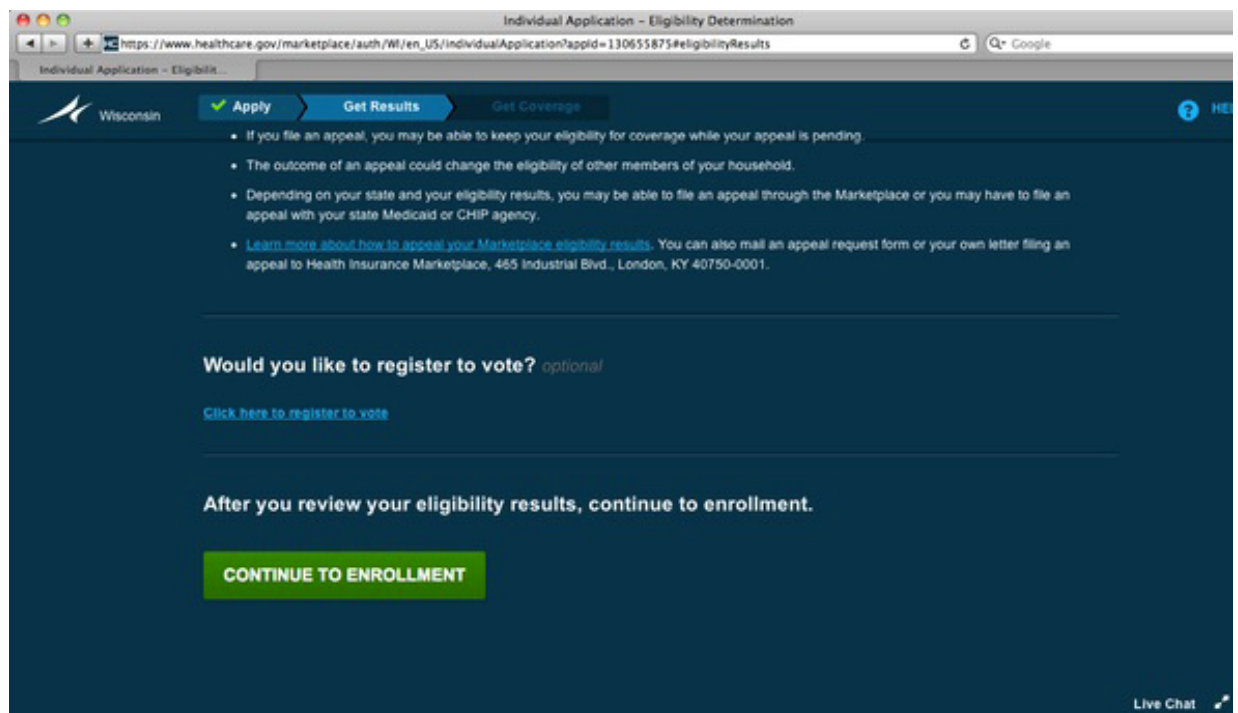 Individual Application - Eligibility Determination
https://www.healthcare.gov/marketplace/auth/WI/en_US/individualApplication?appId=130655875#eligibilityResults
Google
Individual Application - Eligibilit...
Wisconsin
Apply
Get Results
Get Coverage
HEL
• If you file an appeal, you may be able to keep your eligibility for coverage while your appeal is pending.
• The outcome of an appeal could change the eligibility of other members of your household.
• Depending on your state and your eligibility results, you may be able to file an appeal through the Marketplace or you may have to file an
appeal with your state Medicaid or CHIP agency.
• Learn more about how to appeal your Marketplace eligibility results. You can also mail an appeal request form or your own letter filing an
appeal to Health Insurance Marketplace, 465 Industrial Blvd., London, KY 40750-0001.
Would you like to register to vote? optional
Click here to register to vote
After you review your eligibility results, continue to enrollment.
CONTINUE TO ENROLLMENT
Live Chat